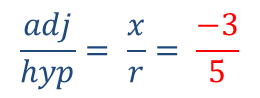 adj/hyp = x/r = -3/5